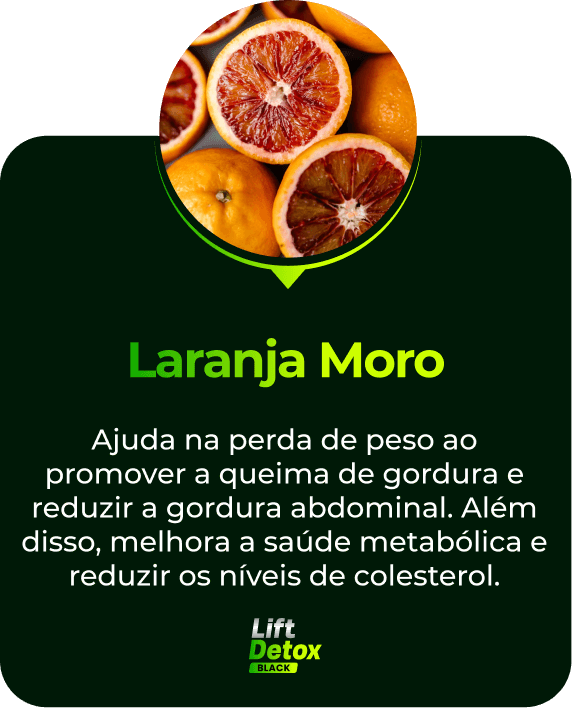 Laranja Moro
Ajuda na perda de peso ao
promover a queima de gordura e
reduzir a gordura abdominal. Além
disso, melhora a saúde metabólica e
reduzir os níveis de colesterol.
Lift
Detox
BLACK